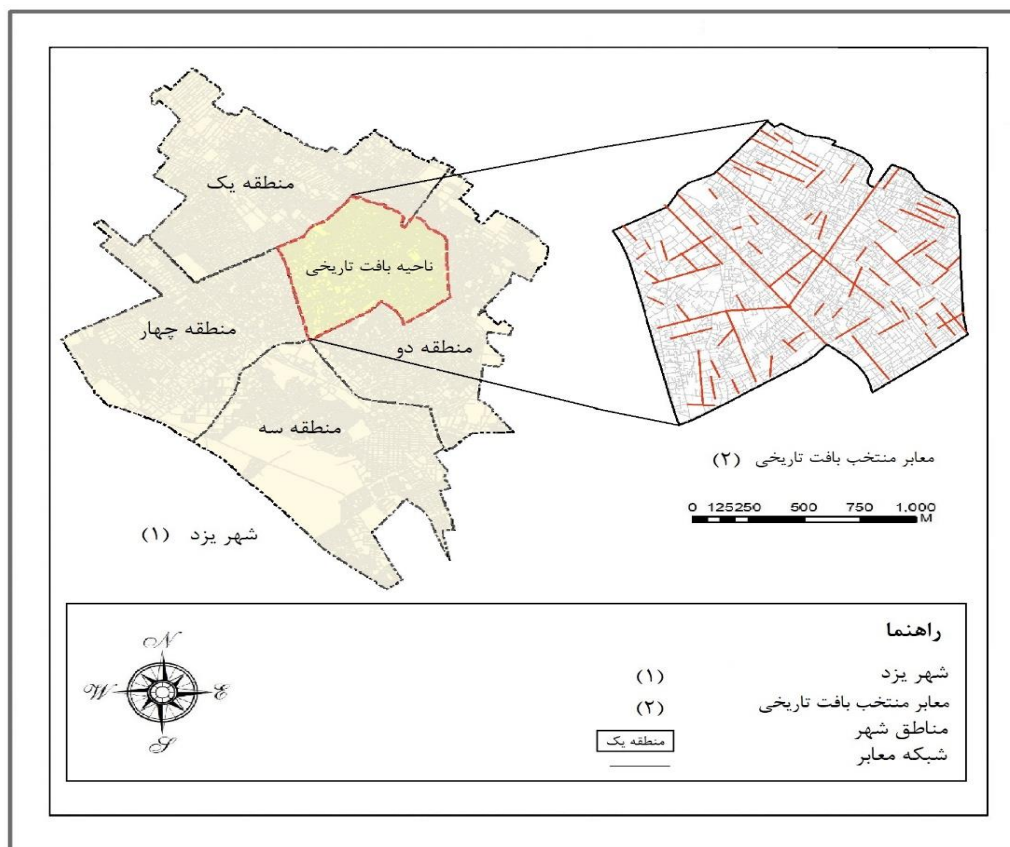 منطقه یک
ناحیه بافت تاریخی
منطقه چهار
منطقه دو
منطقه سه
شهر یزد (۱)
معابر منتخب بافت تاریخی (۲)
0 125250 500 750 1.000
M
راهنما
شهر یزد (۱)
معابر منتخب بافت تاریخی (۲)
مناطق شهر منطقه یک
شبکه معابر
N
W E
S